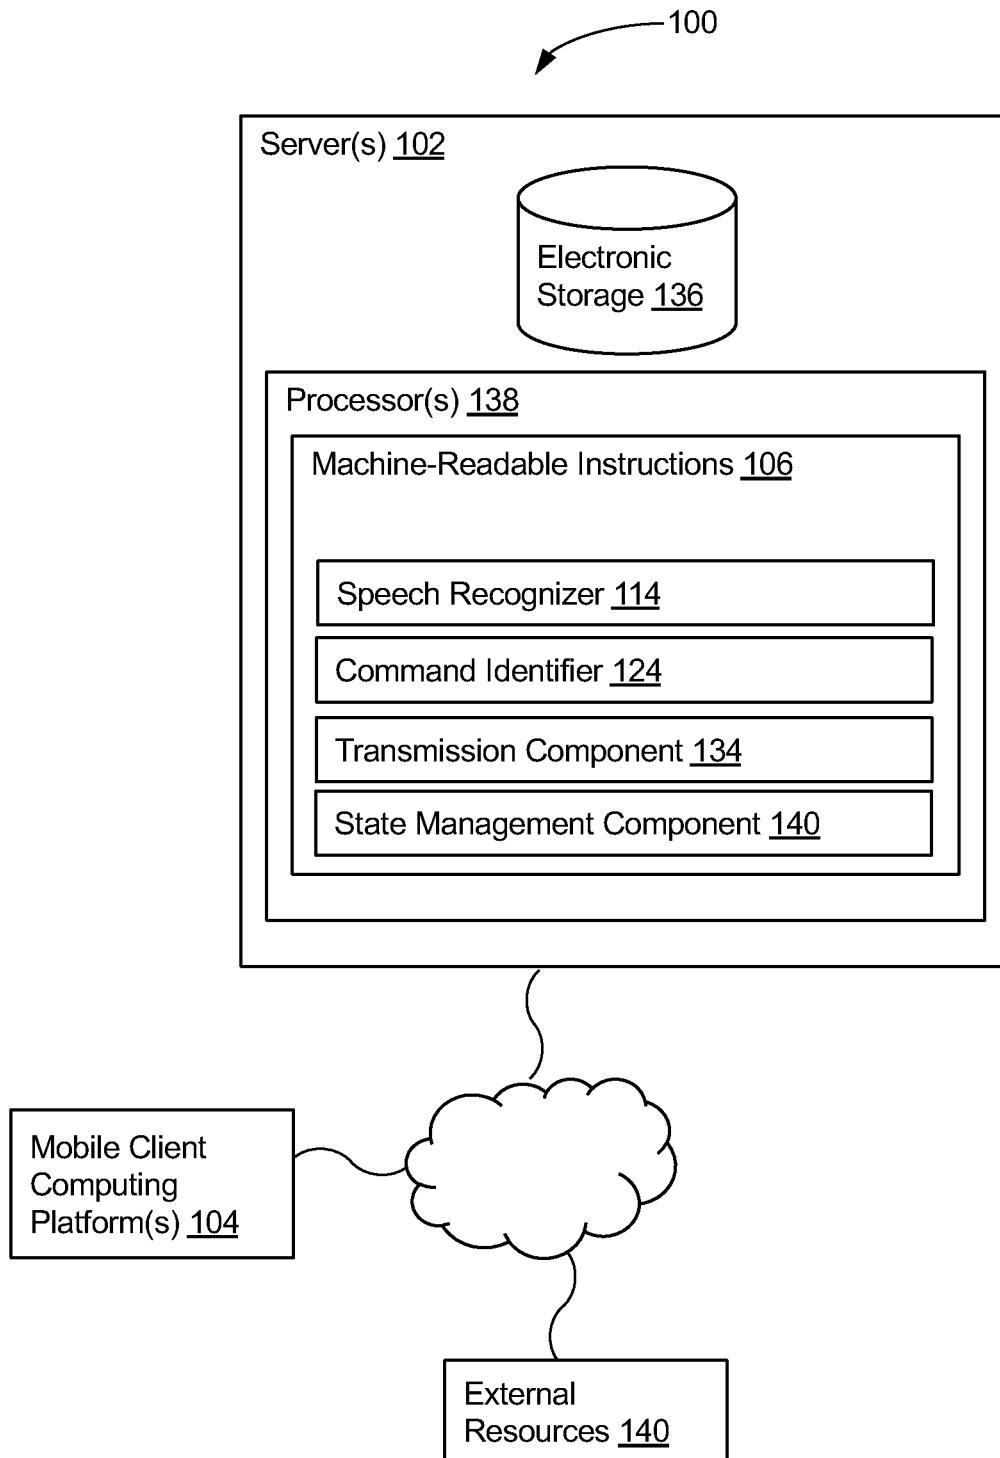 100
Server(s) 102
Electronic
Storage 136
Processor(s) 138
Machine-Readable Instructions 106
Speech Recognizer 114
Command Identifier 124
Transmission Component 134
State Management Component 140
Mobile Client
Computing
Platform(s) 104
External
Resources 140